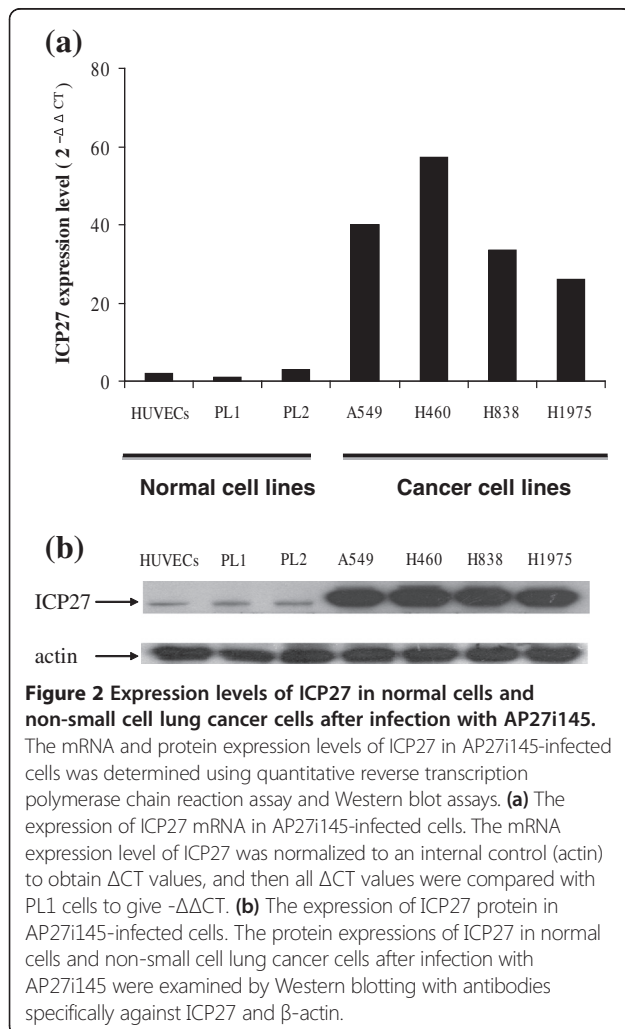 (a)
ICP27 expression level ( 2 -Δ Δ CT )
80
60
40
20
0
HUVECs PL1 PL2 A549 H460 H838 H1975
Normal cell lines Cancer cell lines
(b)
HUVECs PL1 PL2 A549 H460 H838 H1975
ICP27
actin
Figure 2 Expression levels of ICP27 in normal cells and
non-small cell lung cancer cells after infection with AP27i145.
The mRNA and protein expression levels of ICP27 in AP27i145-infected
cells was determined using quantitative reverse transcription
polymerase chain reaction assay and Western blot assays. (a) The
expression of ICP27 mRNA in AP27i145-infected cells. The mRNA
expression level of ICP27 was normalized to an internal control (actin)
to obtain ΔCT values, and then all ΔCT values were compared with
PL1 cells to give -ΔΔCT. (b) The expression of ICP27 protein in
AP27i145-infected cells. The protein expressions of ICP27 in normal
cells and non-small cell lung cancer cells after infection with
AP27i145 were examined by Western blotting with antibodies
specifically against ICP27 and β-actin.